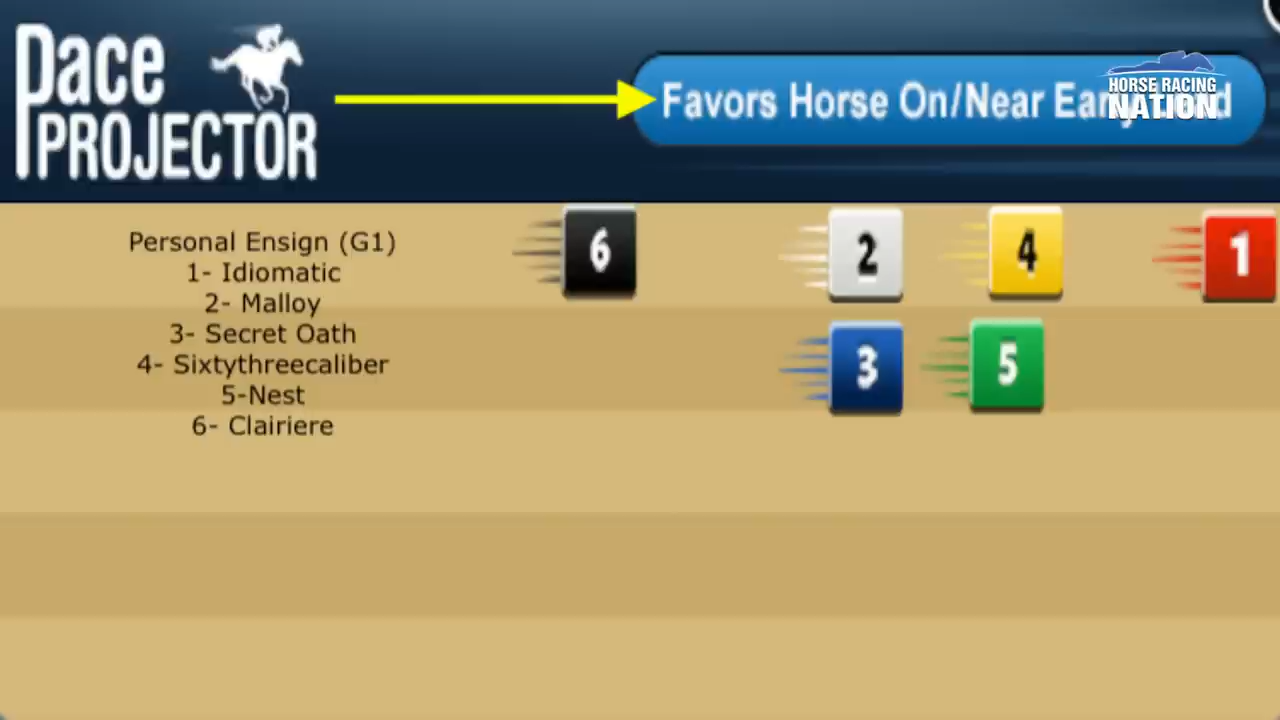 Pace
PROJECTOR
Favors Horse On/Near
HORSE RACING
NATION
Personal Ensign (G1)
1- Idiomatic
2- Malloy
3- Secret Oath
4- Sixtythreecaliber
5-Nest
6- Clairiere
6
2
4
1
3
5